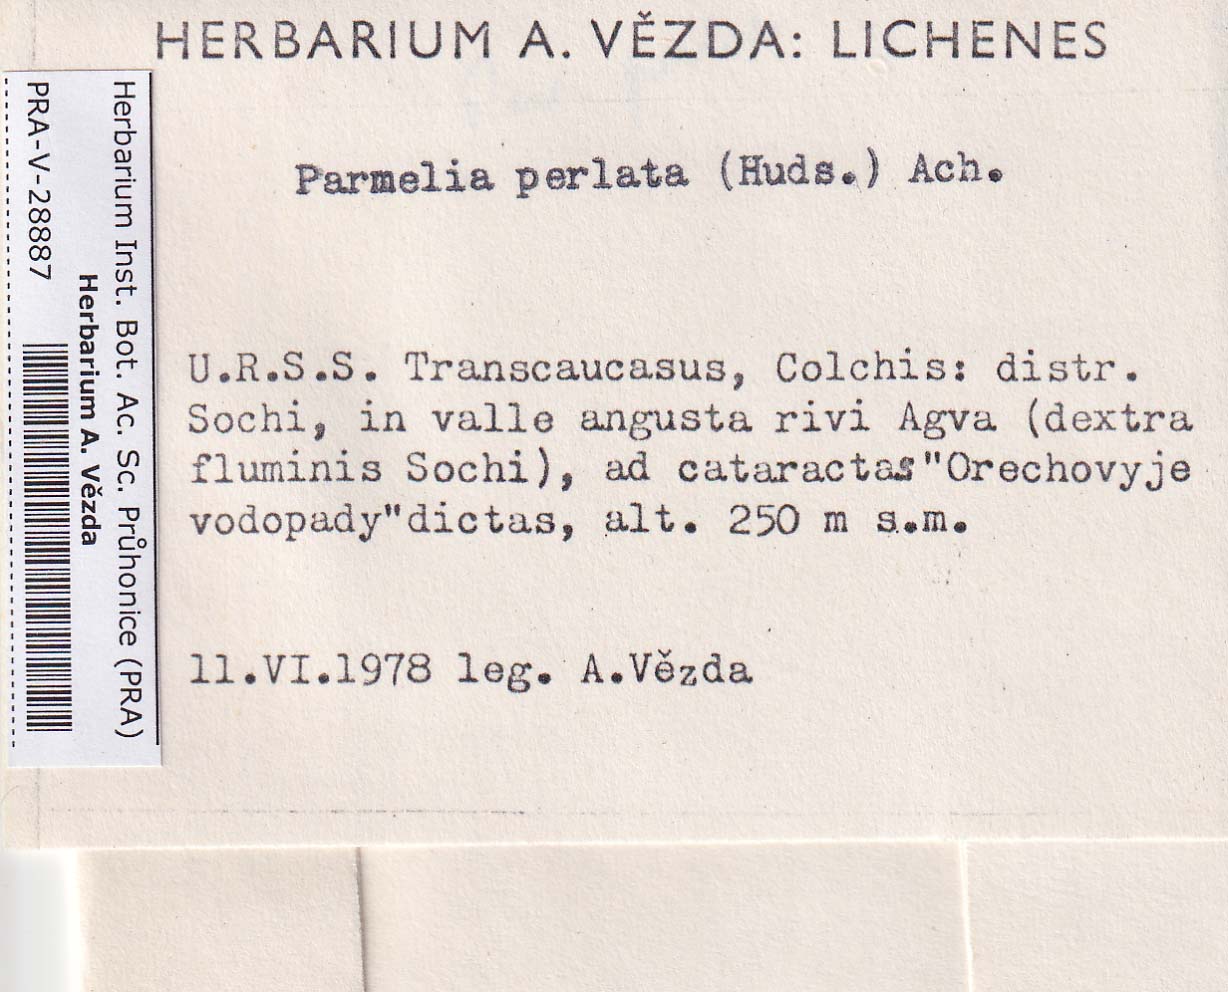 HERBARIUM A. VĚZDA: LICHENES
Parmelia perlata (Huds.) Ach.
U.R.S.S. Transcaucasus, Colchis: distr.
Sochi, in valle angusta rivi Agva (dextra
fluminis Sochi), ad cataractas"Orechovyje
vodopady"dictas, alt. 250 m s.m.
11.VI.1978 leg. A.Vězda
Herbarium Inst. Bot. Ac. Sc. Průhonice (PRA)
Herbarium A. Vězda
PRA-V-28887